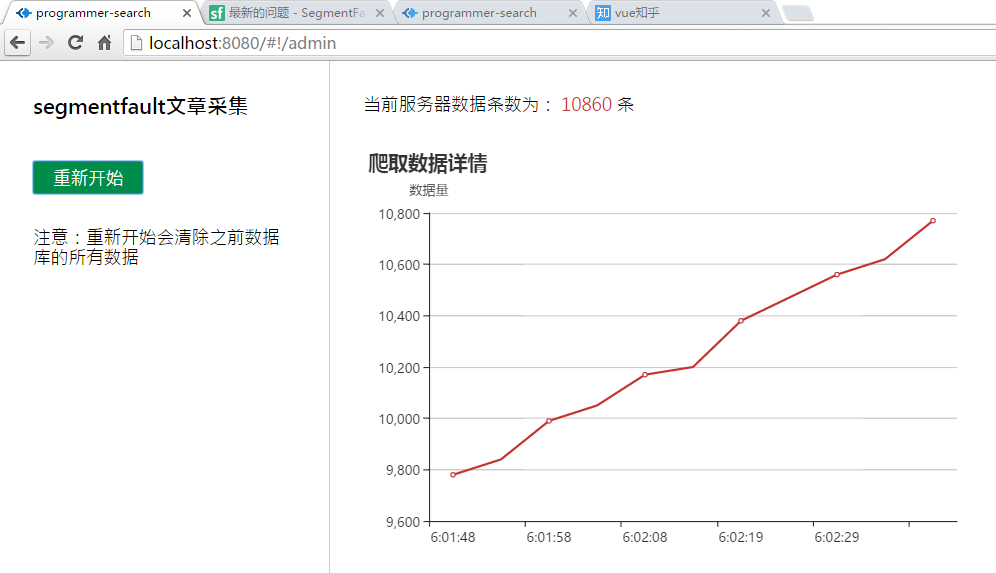 programmer-search
最新的问题 - SegmentFa
programmer-search
vue知乎
localhost:8080/#!/admin
segmentfault文章采集
重新开始
注意：重新开始会清除之前数据
库的所有数据
当前服务器数据条数为： 10860 条
爬取数据详情
数据量
10,800
10,600
10,400
10,200
10,000
9,800
9,600
6:01:48
6:01:58
6:02:08
6:02:19
6:02:29